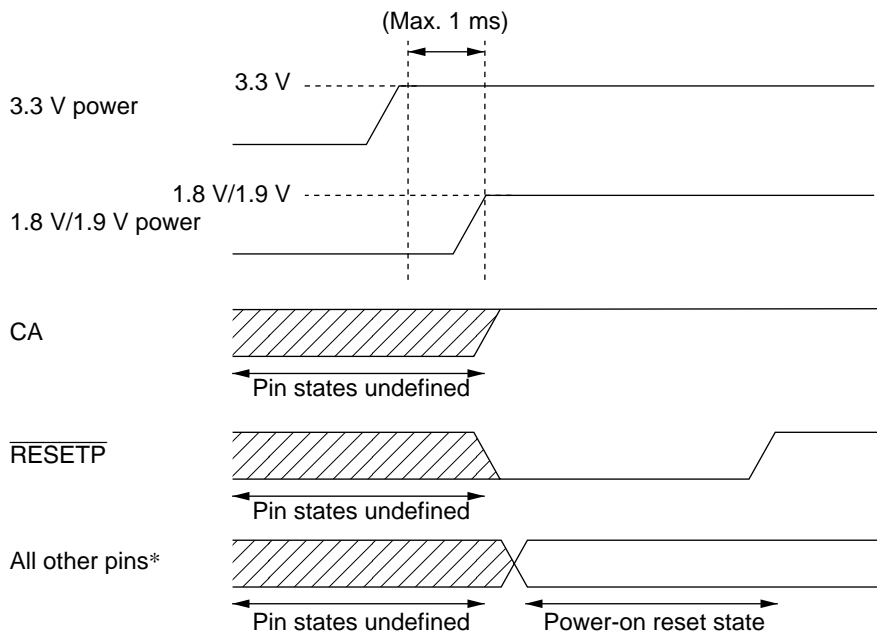 (Max. 1 ms)
3.3 V
3.3 V power
1.8 V/1.9 V
1.8 V/1.9 V power
CA
Pin states undefined
RESETP
Pin states undefined
All other pins*
Pin states undefined
Power-on reset state